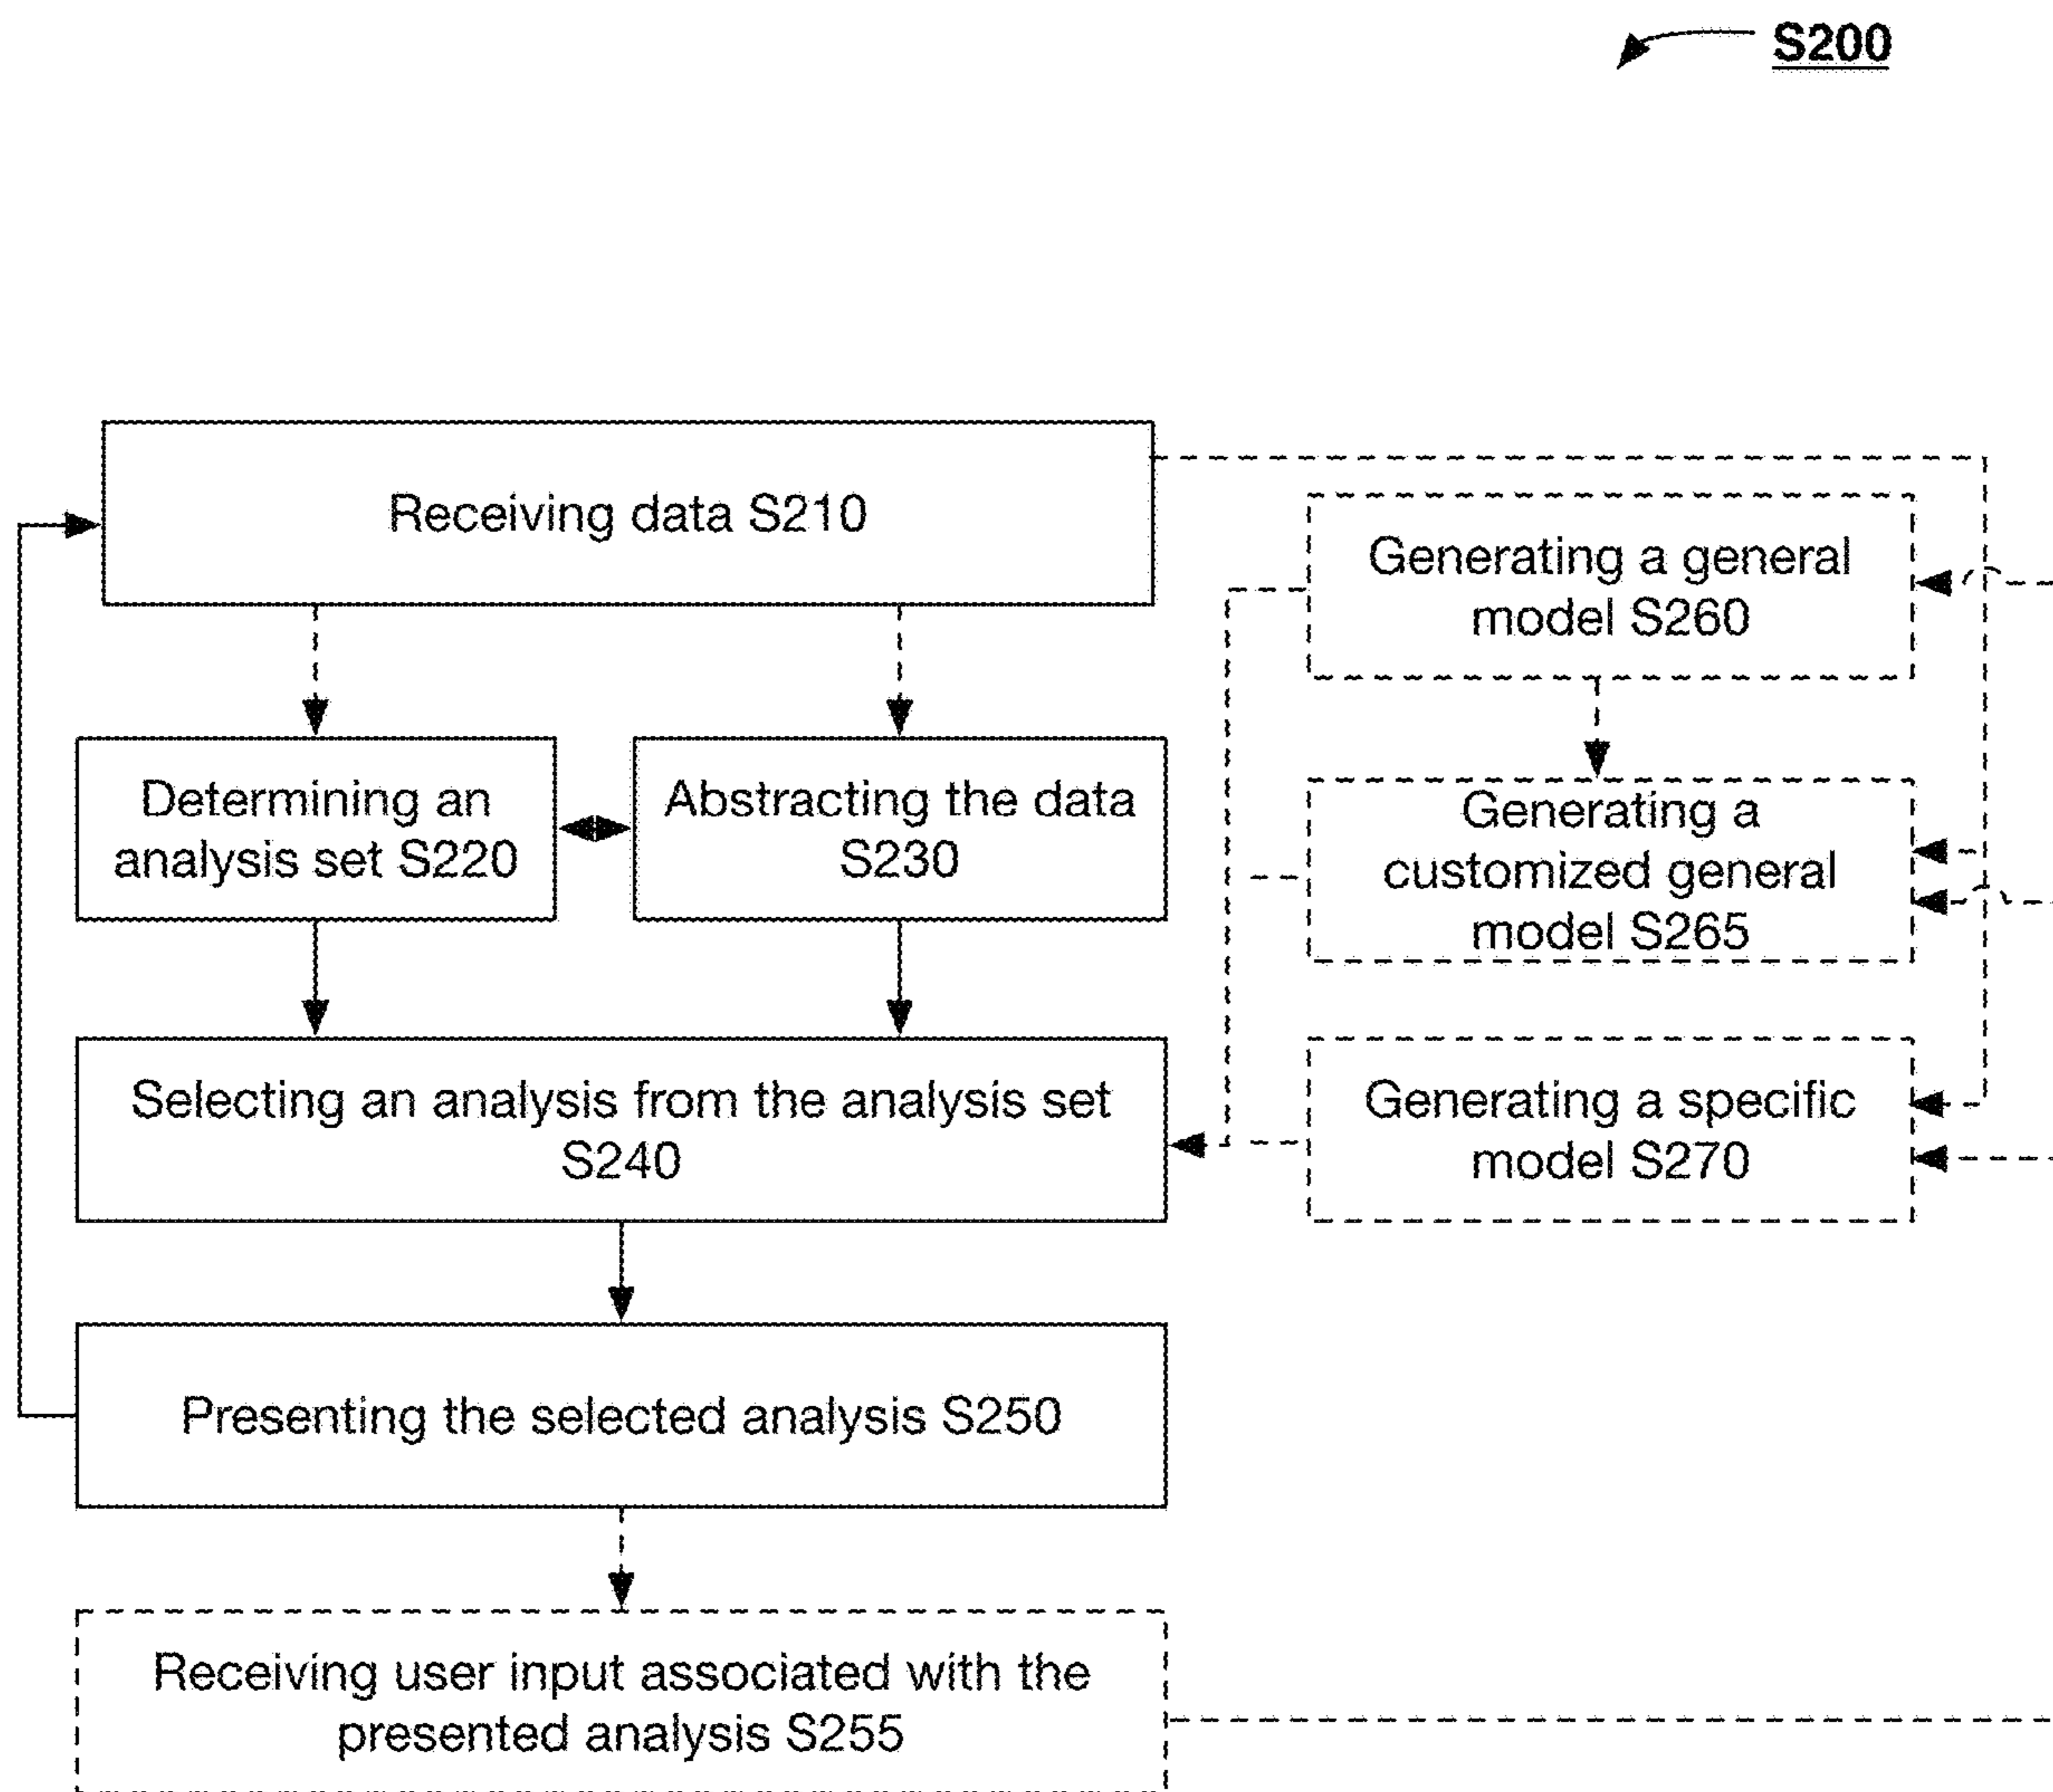 S200
Receiving data S210
Generating a general
model S260
Determining an
analysis set S220
Abstracting the data
S230
Generating a
customized general
model S265
Selecting an analysis from the analysis set
S240
Generating a specific
model S270
Presenting the selected analysis S250
Receiving user input associated with the
presented analysis S255